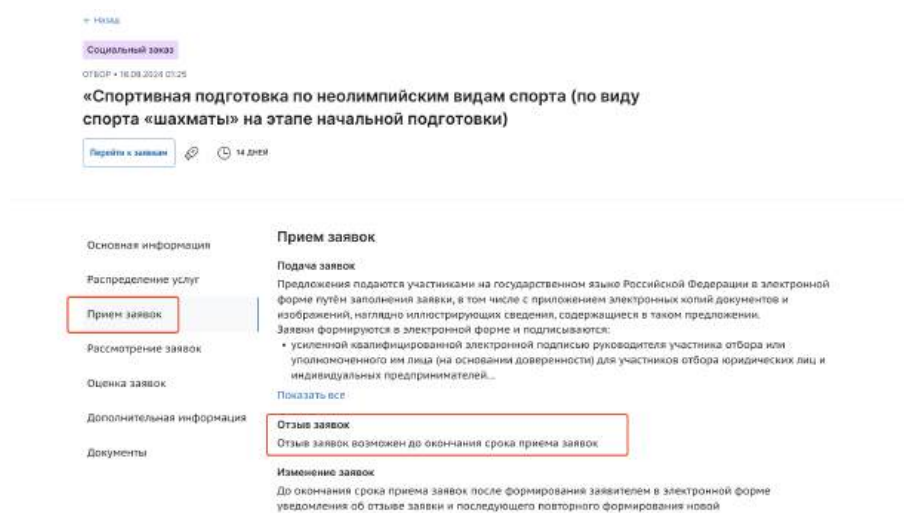 ← Назад
Социальный заказ
ОТБОР • 16.09.2024 01:25
«Спортивная подготовка по неолимпийским видам спорта (по виду
спорта «шахматы» на этапе начальной подготовки)
Перейти к заявкам
14 ДНЕЙ
Основная информация
Распределение услуг
Прием заявок
Рассмотрение заявок
Оценка заявок
Дополнительная информация
Документы
Прием заявок
Подача заявок
Предложения подаются участниками на государственном языке Российской Федерации в электронной
форме путём заполнения заявки, в том числе с приложением электронных копий документов и
изображений, наглядно иллюстрирующих сведения, содержащиеся в таком предложении.
Заявки формируются в электронной форме и подписываются:
• усиленной квалифицированной электронной подписью руководителя участника отбора или
уполномоченного им лица (на основании доверенности) для участников отбора юридических лиц и
индивидуальных предпринимателей...
Показать все
Отзыв заявок
Отзыв заявок возможен до окончания срока приема заявок
Изменение заявок
До окончания срока приема заявок после формирования заявителем в электронной форме
уведомления об отзыве заявки и последующего повторного формирования новой